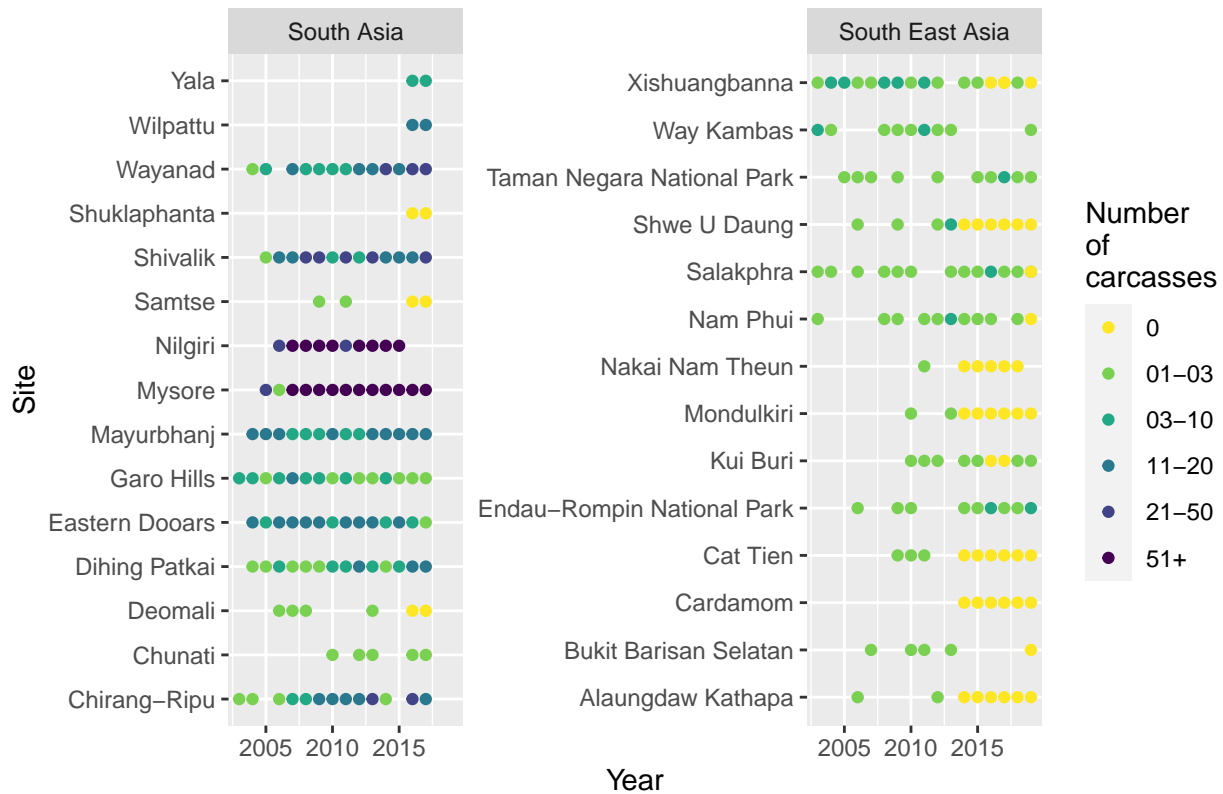 South Asia
South East Asia
Site
Yala
Wilpattu
Wayanad
Shuklaphanta
Shivalik
Samtse
Nilgiri
Mysore
Mayurbhanj
Garo Hills
Eastern Dooars
Dihing Patkai
Deomali
Chunati
Chirang−Ripu
2005 2010 2015
Xishuangbanna
Way Kambas
Taman Negara National Park
Shwe U Daung
Salakphra
Nam Phui
Nakai Nam Theun
Mondulkiri
Kui Buri
Endau−Rompin National Park
Cat Tien
Cardamom
Bukit Barisan Selatan
Alaungdaw Kathapa
2005 2010 2015
Year
Number
of
carcasses
0
01−03
03−10
11−20
21−50
51+